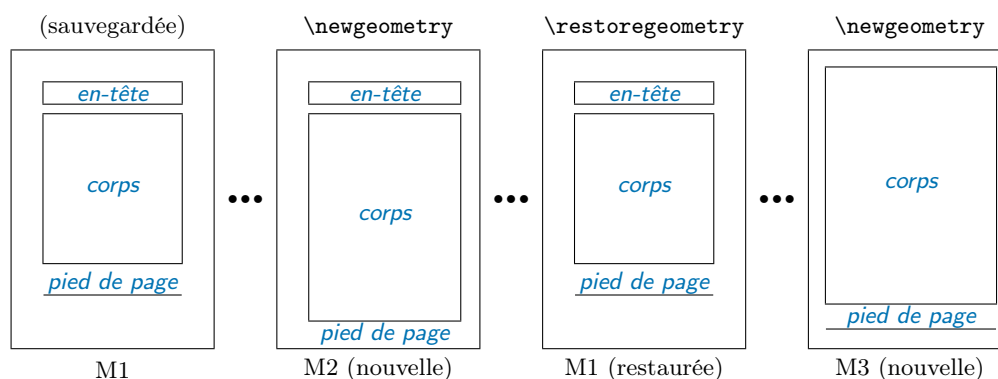 (sauvegardée) \newgeometry \restoregeometry \newgeometry
en-tête en-tête en-tête
corps corps corps corps
pied de page pied de page pied de page pied de page
M1 M2 (nouvelle) M1 (restaurée) M3 (nouvelle)